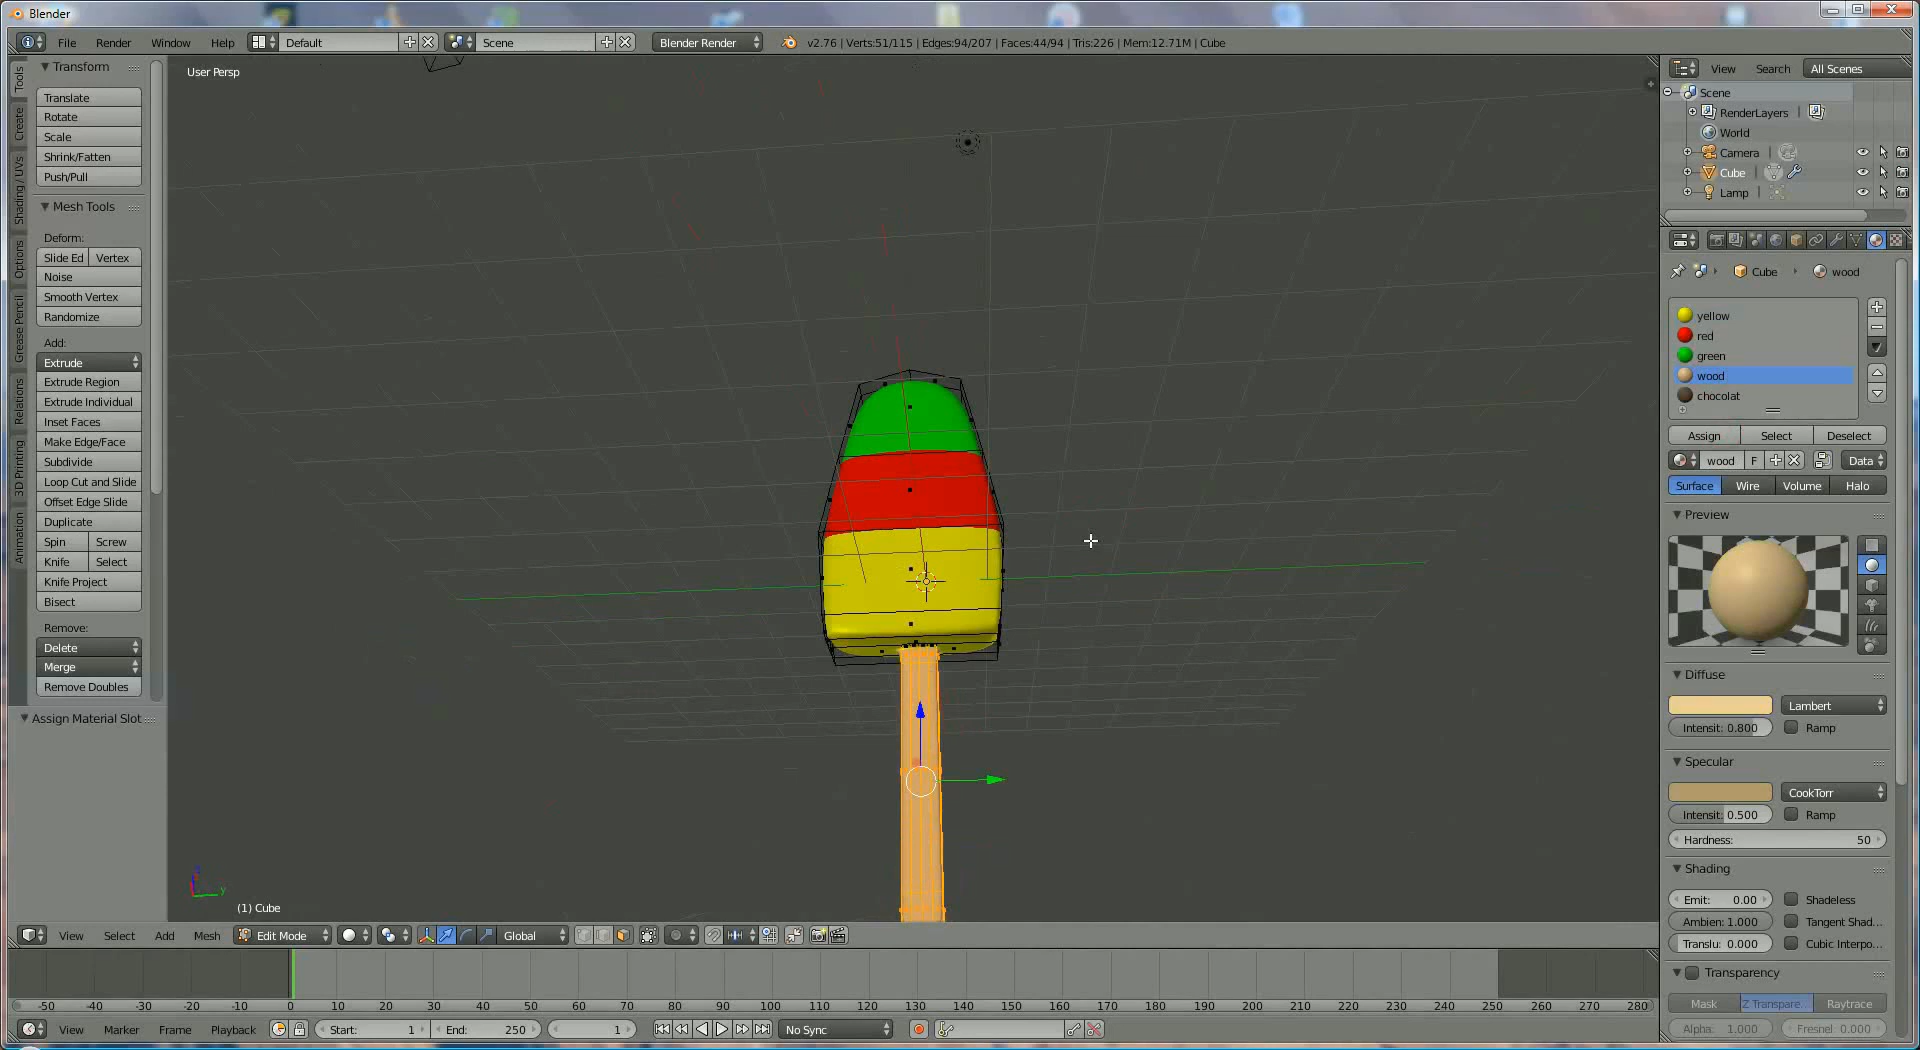 Blender
File Render Window Help Default Scene Blender Render v2.76 | Verts:51/115 | Edges:94/207 | Faces:44/94 | Tris:226 | Mem:12.71M | Cube
Tools
Create
Shading / UVs
Options
Grease Pencil
Relations
3D Printing
Animation
Transform
Translate
Rotate
Scale
Shrink/Fatten
Push/Pull
Mesh Tools
Deform:
Slide Ed Vertex
Noise
Smooth Vertex
Randomize
Add:
Extrude
Extrude Region
Extrude Individual
Inset Faces
Make Edge/Face
Subdivide
Loop Cut and Slide
Offset Edge Slide
Duplicate
Spin Screw
Knife Select
Knife Project
Bisect
Remove:
Delete
Merge
Remove Doubles
Assign Material Slot
User Persp
y
(1) Cube
View Search All Scenes
Scene
RenderLayers
World
Camera
Cube
Lamp
Cube wood
yellow
red
green
wood
chocolat
Assign Select Deselect
wood F Data
Surface Wire Volume Halo
Preview
Diffuse
Lambert
Intensit: 0.800 Ramp
Specular
CookTorr
Intensit: 0.500 Ramp
Hardness: 50
Shading
Emit: 0.00 Shadeless
Ambien: 1.000 Tangent Shad...
Translu: 0.000 Cubic Interpo...
Transparency
Mask Z Transpare.. Raytrace
Alpha: 1.000 Fresnel: 0.000
View Select Add Mesh Edit Mode Global
-50 -40 -30 -20 -10 0 10 20 30 40 50 60 70 80 90 100 110 120 130 140 150 160 170 180 190 200 210 220 230 240 250 260 270 280
View Marker Frame Playback Start: 1 End: 250 1 No Sync